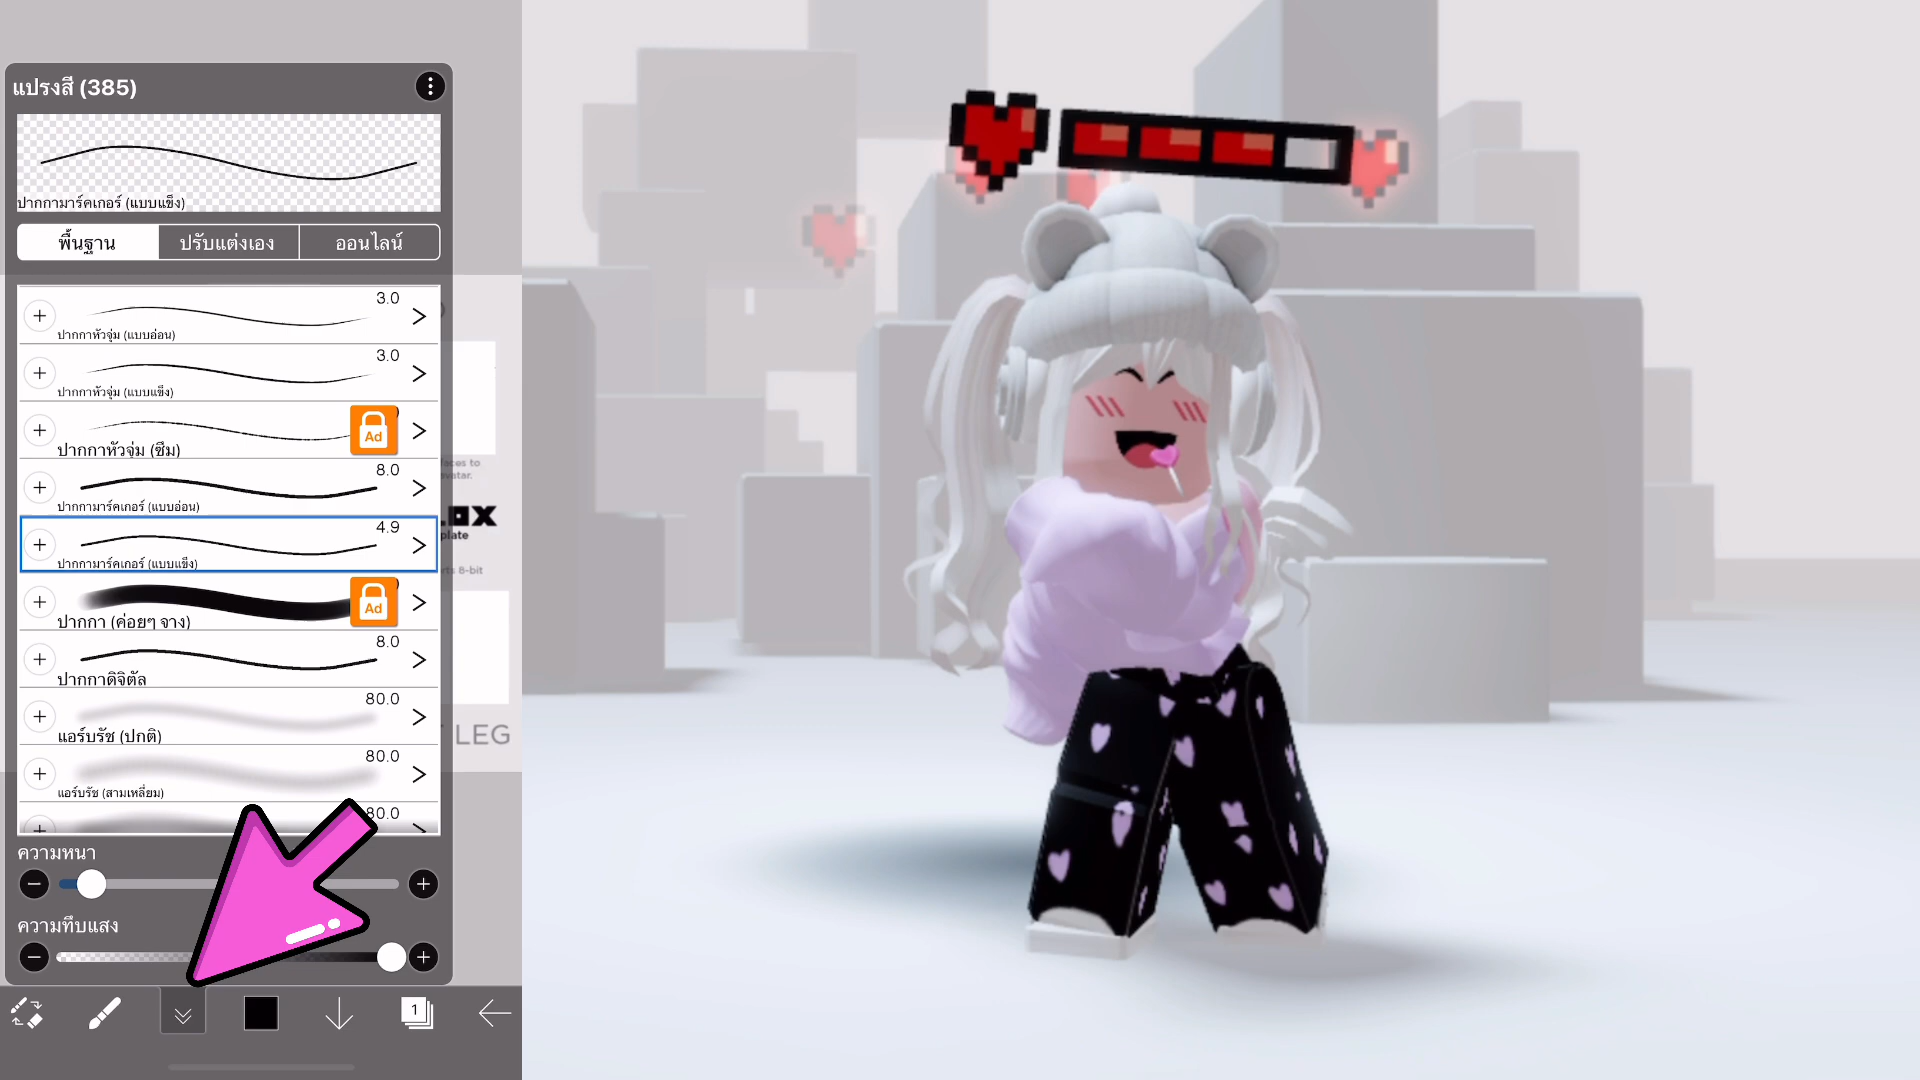 แปรงสี (385)
ปากกามาร์คเกอร์ (แบบแข็ง)
พื้นฐาน
ปรับแต่งเอง
ออนไลน์
3.0
ปากกาหัวจุ่ม (แบบอ่อน)
3.0
ปากกาหัวจุ่ม (แบบแข็ง)
Ad
ปากกาหัวจุ่ม (ซึม)
8.0
ปากกามาร์คเกอร์ (แบบอ่อน)
4.9
ปากกามาร์คเกอร์ (แบบแข็ง)
Ad
ปากกา (ค่อยๆ จาง)
8.0
ปากกาดิจิตัล
80.0
แอร์บรัช (ปกติ)
80.0
แอร์บรัช (สามเหลี่ยม)
80.0
ความหนา
ความทึบแสง
1
faces to
avatar.
LOX
plate
rts 8-bit
LEG